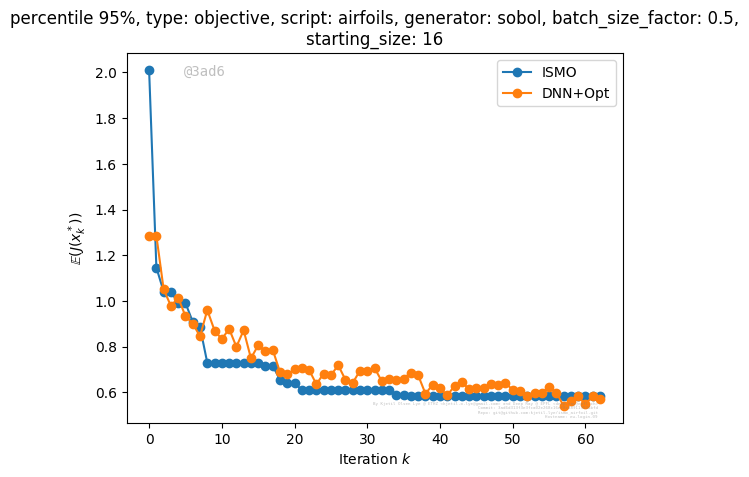 percentile 95%, type: objective, script: airfoils, generator: sobol, batch_size_factor: 0.5,
starting_size: 16
@3ad6
ISMO
DNN+Opt
2.0
1.8
1.6
1.4
1.2
1.0
0.8
0.6
𝔼(J(x_k^*))
0
10
20
30
40
50
60
Iteration k